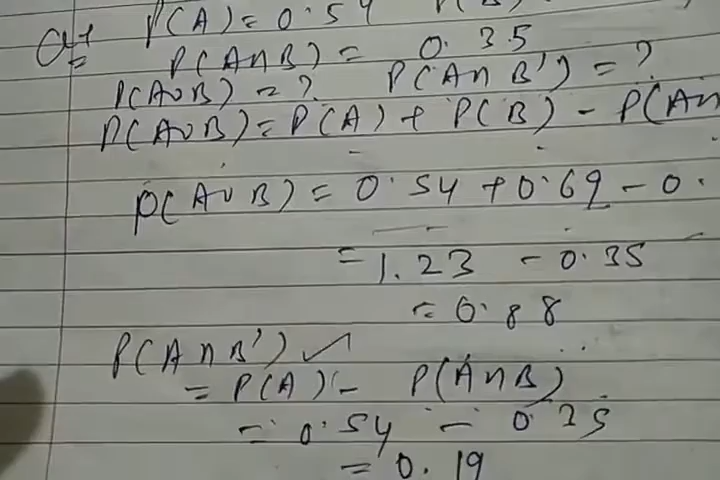 Q1 P(A) = 0.54
P(A∩B) = 0.35
P(A∪B) = ? P(A∩B') = ?
P(A∪B) = P(A) + P(B) - P(A∩
P(A∪B) = 0.54 + 0.69 - 0.
= 1.23 - 0.35
= 0.88
P(A∩B') ✓
= P(A) - P(A∩B)
= 0.54 - 0.35
= 0.19